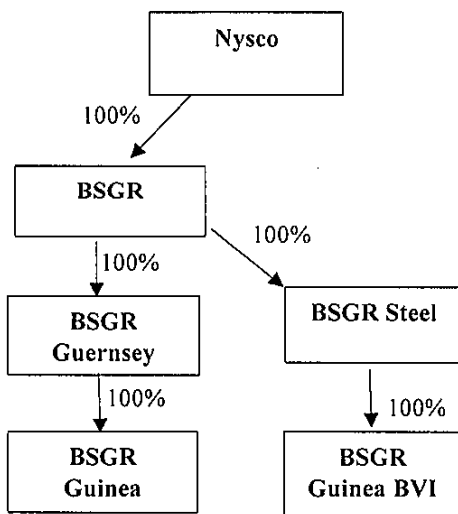 Nysco
100%
BSGR
100%
100%
BSGR
Guernsey
BSGR Steel
100%
100%
BSGR
Guinea
BSGR
Guinea BVI